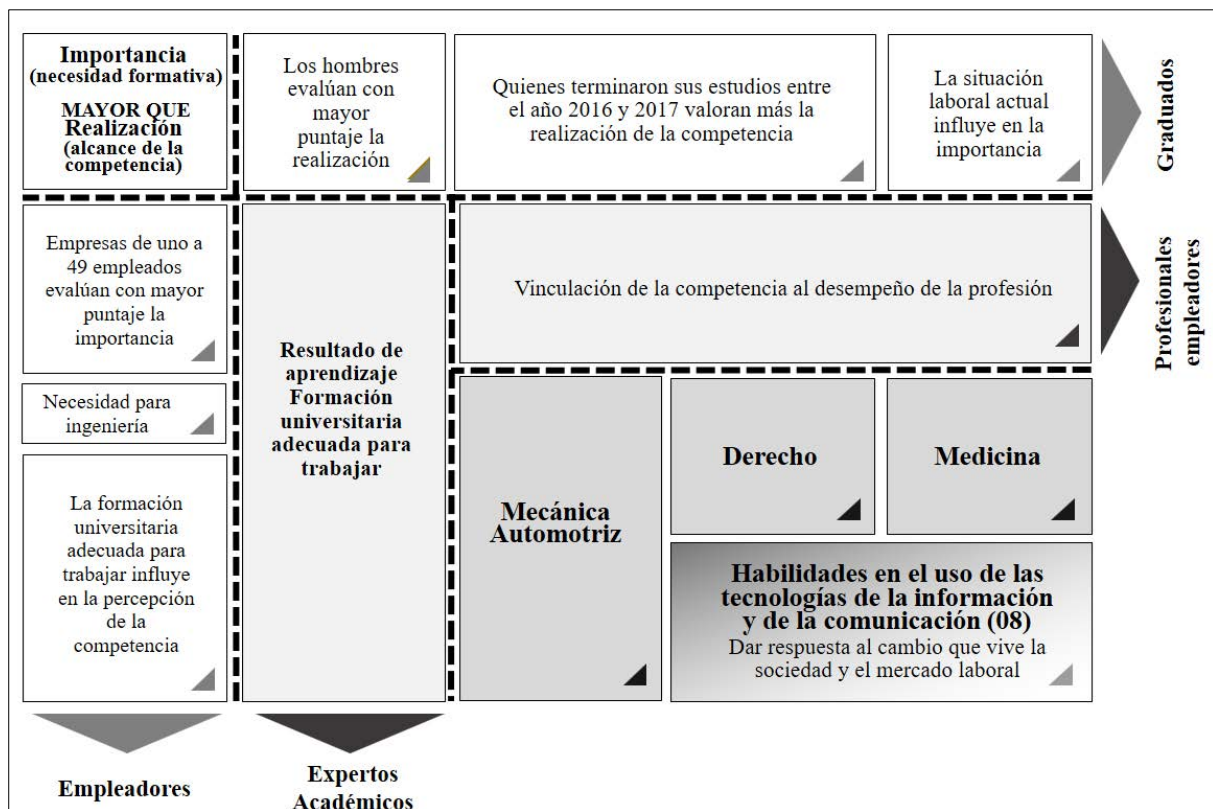 Importancia
(necesidad formativa)
MAYOR QUE
Realización
(alcance de la
competencia)
Los hombres
evalúan con
mayor
puntaje la
realización
Quienes terminaron sus estudios entre
el año 2016 y 2017 valoran más la
realización de la competencia
La situación
laboral actual
influye en la
importancia
Graduados
Empresas de uno a
49 empleados
evalúan con mayor
puntaje la
importancia
Necesidad para
ingeniería
La formación
universitaria
adecuada para
trabajar influye
en la percepción
de la
competencia
Resultado de
aprendizaje
Formación
universitaria
adecuada para
trabajar
Vinculación de la competencia al desempeño de la profesión
Profesionales
empleadores
Mecánica
Automotriz
Derecho
Medicina
Habilidades en el uso de las
tecnologías de la información
y de la comunicación (08)
Dar respuesta al cambio que vive la
sociedad y el mercado laboral
Empleadores
Expertos
Académicos